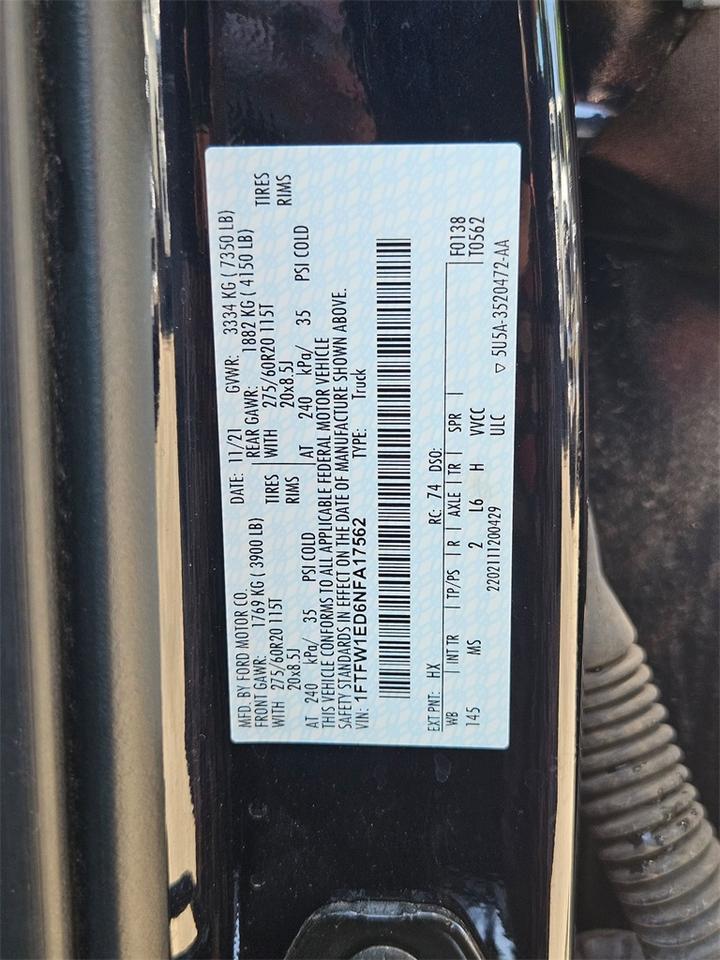 MFD. BY FORD MOTOR CO.
DATE: 11/21 GVWR: 3334 KG ( 7350 LB)
FRONT GAWR: 1769 KG ( 3900 LB)
REAR GAWR: 1882 KG ( 4150 LB)
WITH 275/60R20 115T TIRES
WITH 275/60R20 115T TIRES
20x8.5J RIMS
20x8.5J RIMS
AT 240 kPa/ 35 PSI COLD
AT 240 kPa/ 35 PSI COLD
THIS VEHICLE CONFORMS TO ALL APPLICABLE FEDERAL MOTOR VEHICLE
SAFETY STANDARDS IN EFFECT ON THE DATE OF MANUFACTURE SHOWN ABOVE.
VIN: 1FTFW1ED6NFA17562 TYPE: Truck
EXT PNT: HX RC: 74 DSO: F0138
WB INT TR TP/PS R AXLE TR SPR T0562
145 MS 2 L6 H VVCC
2202111200429 ULC ▽ 5U5A-3520472-AA